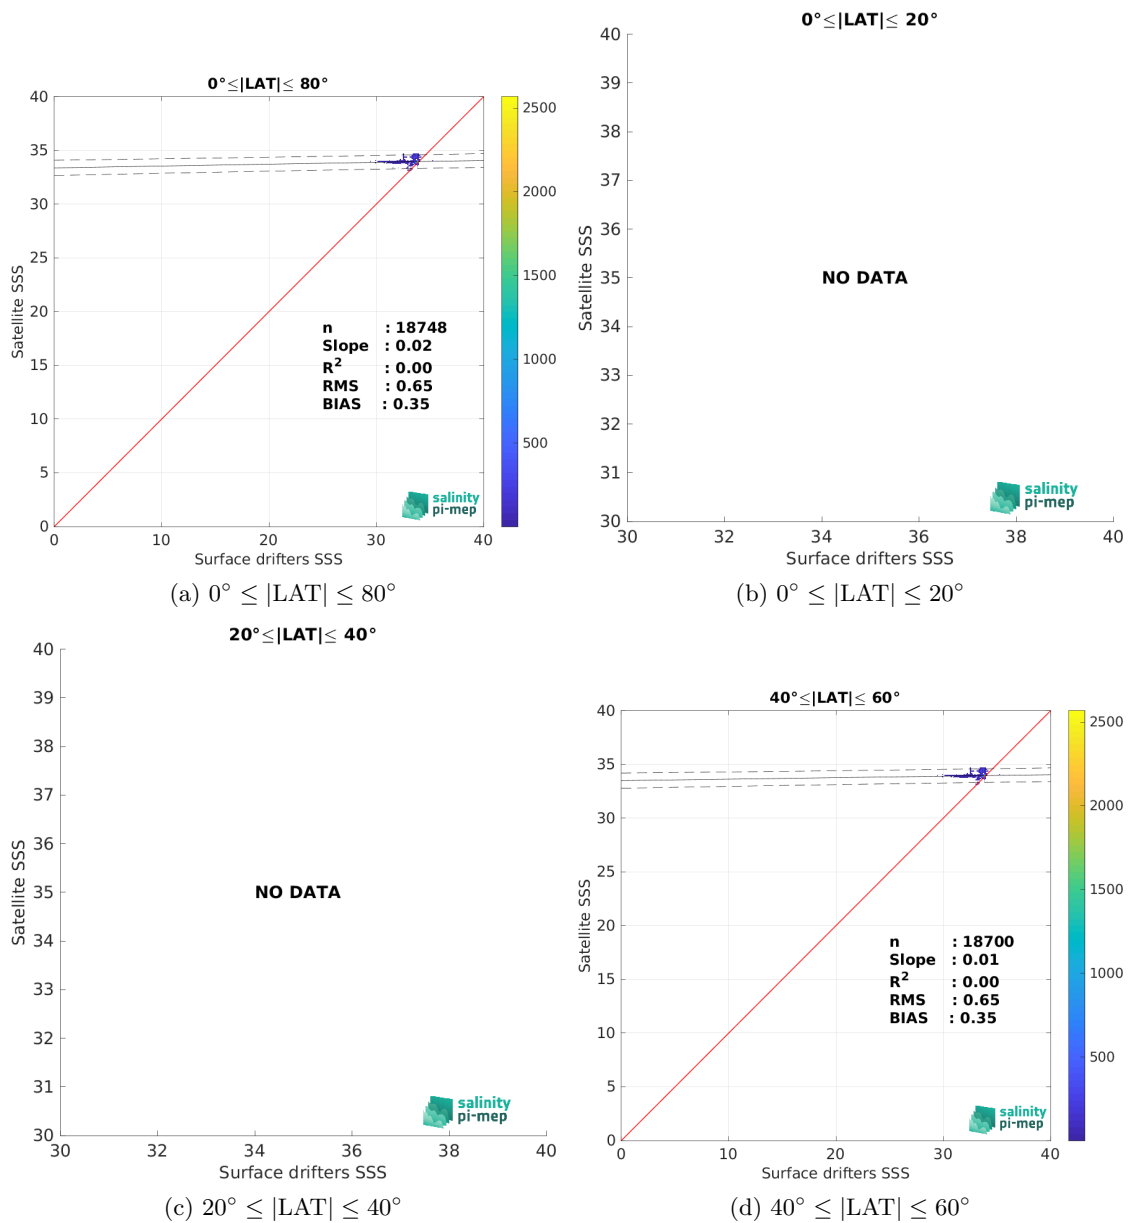 0°≤|LAT|≤ 80°
40
35
30
25
20
15
10
5
0
Satellite SSS
0
10
20
30
40
Surface drifters SSS
n : 18748
Slope : 0.02
R² : 0.00
RMS : 0.65
BIAS : 0.35
salinity
pi-mep
2500
2000
1500
1000
500
(a) 0° ≤ |LAT| ≤ 80°
0°≤|LAT|≤ 20°
40
39
38
37
36
35
34
33
32
31
30
Satellite SSS
NO DATA
salinity
pi-mep
30
32
34
36
38
40
Surface drifters SSS
(b) 0° ≤ |LAT| ≤ 20°
20°≤|LAT|≤ 40°
40
39
38
37
36
35
34
33
32
31
30
Satellite SSS
NO DATA
salinity
pi-mep
30
32
34
36
38
40
Surface drifters SSS
(c) 20° ≤ |LAT| ≤ 40°
40°≤|LAT|≤ 60°
40
35
30
25
20
15
10
5
0
Satellite SSS
n : 18700
Slope : 0.01
R² : 0.00
RMS : 0.65
BIAS : 0.35
salinity
pi-mep
0
10
20
30
40
Surface drifters SSS
2500
2000
1500
1000
500
(d) 40° ≤ |LAT| ≤ 60°